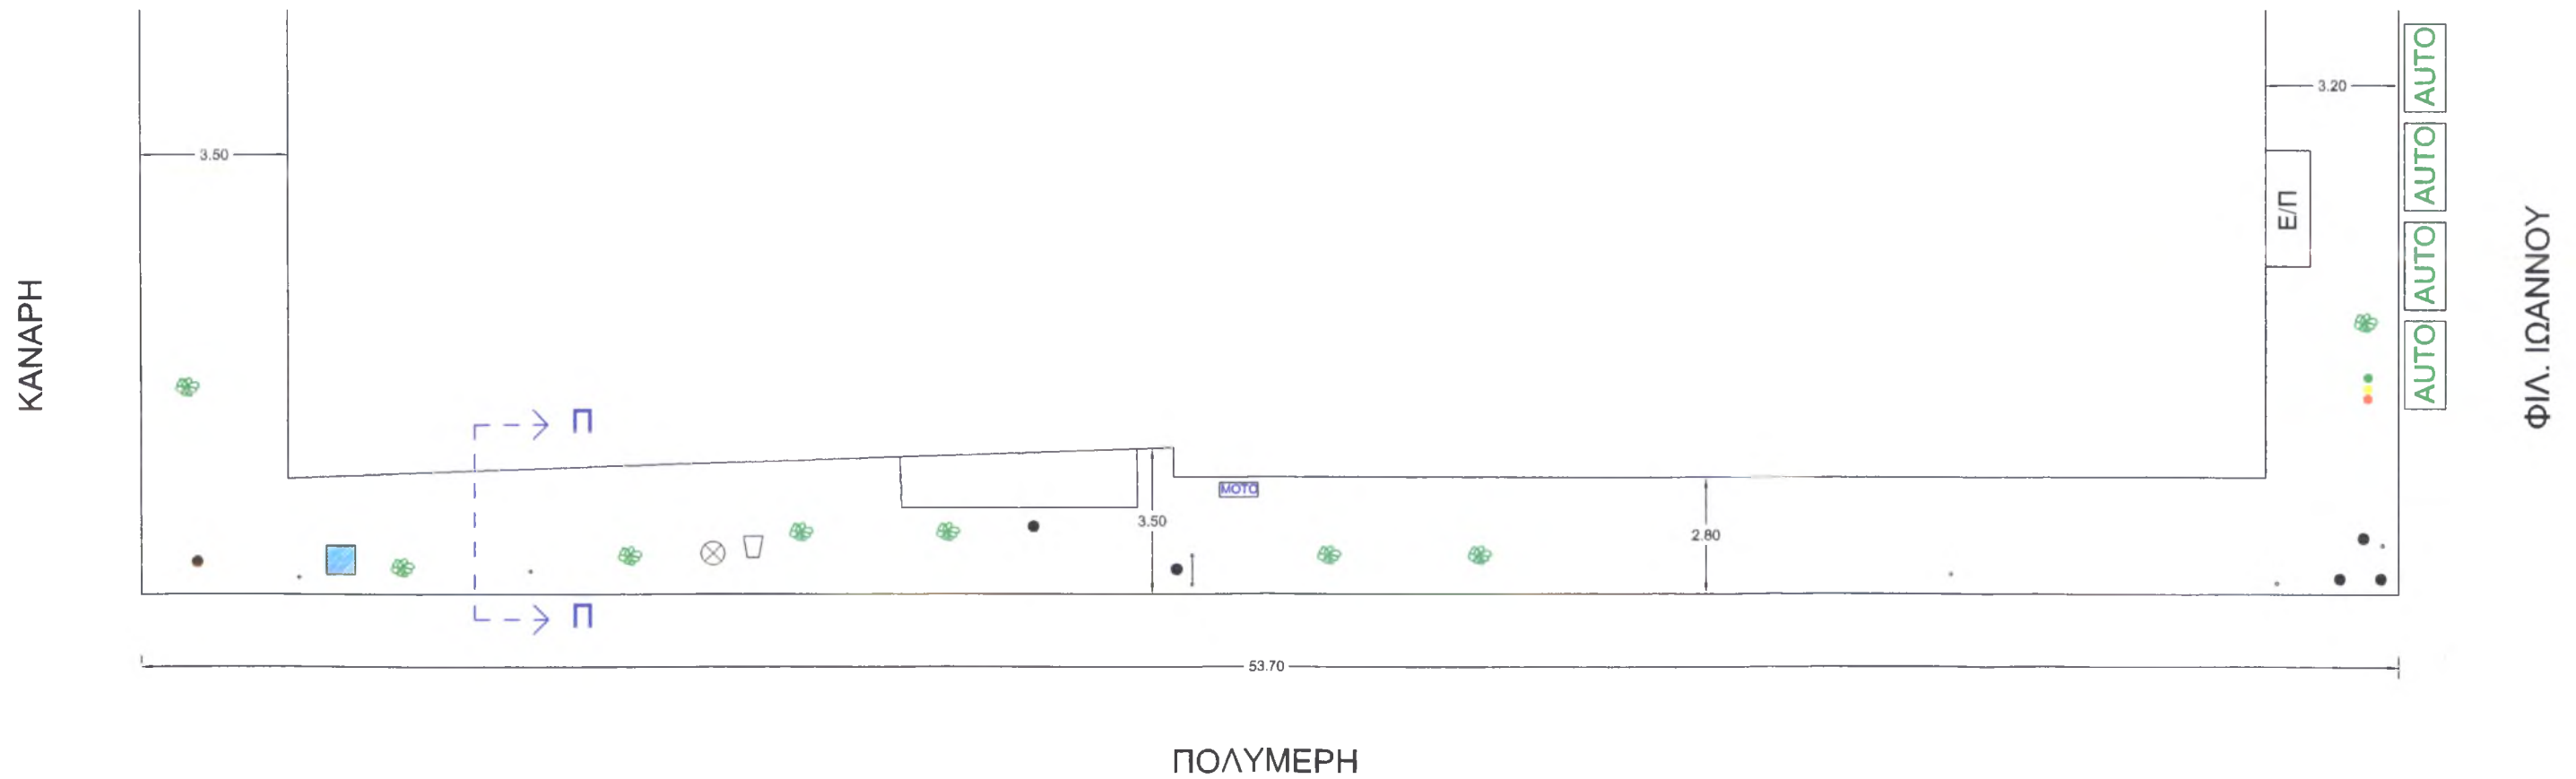 AUTO
3.20
AUTO
3.50
Ε/Π
ΦΙΛ. ΙΩΑΝΝΟΥ
AUTO
ΚΑΝΑΡΗ
AUTO
Π
MOTO
3.50
2.80
Π
53.70
ΠΟΛΥΜΕΡΗ